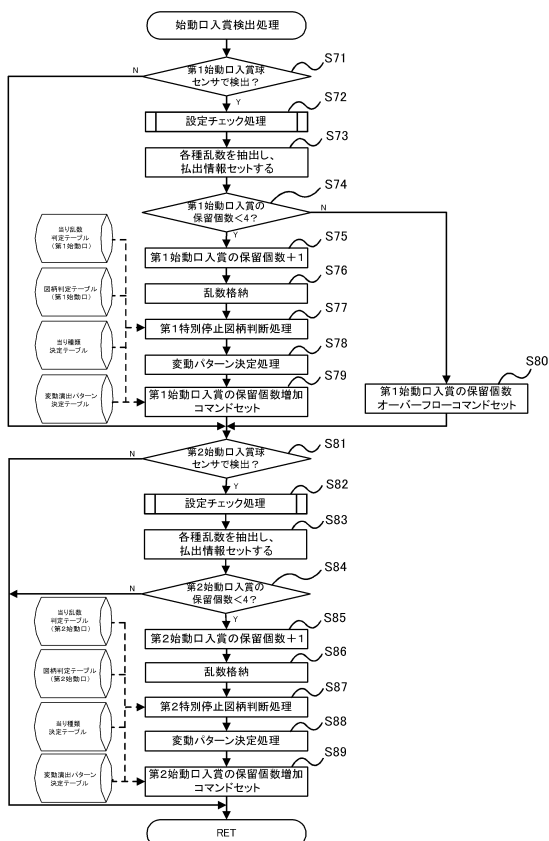 始動口入賞検出処理
S71
第1始動口入賞球
センサで検出？
N
Y
S72
設定チェック処理
S73
各種乱数を抽出し、
払出情報セットする
S74
第1始動口入賞の
保留個数<4？
N
Y
S75
第1始動口入賞の保留個数＋1
S76
乱数格納
S77
第1特別停止図柄判断処理
S78
変動パターン決定処理
S79
第1始動口入賞の保留個数増加
コマンドセット
当り乱数
判定テーブル
（第1始動口）
図柄判定テーブル
（第1始動口）
当り種類
決定テーブル
変動演出パターン
決定テーブル
S80
第1始動口入賞の保留個数
オーバーフローコマンドセット
S81
第2始動口入賞球
センサで検出？
N
Y
S82
設定チェック処理
S83
各種乱数を抽出し、
払出情報セットする
S84
第2始動口入賞の
保留個数<4？
N
Y
S85
第2始動口入賞の保留個数＋1
S86
乱数格納
S87
第2特別停止図柄判断処理
S88
変動パターン決定処理
S89
第2始動口入賞の保留個数増加
コマンドセット
当り乱数
判定テーブル
（第2始動口）
図柄判定テーブル
（第2始動口）
当り種類
決定テーブル
変動演出パターン
決定テーブル
RET